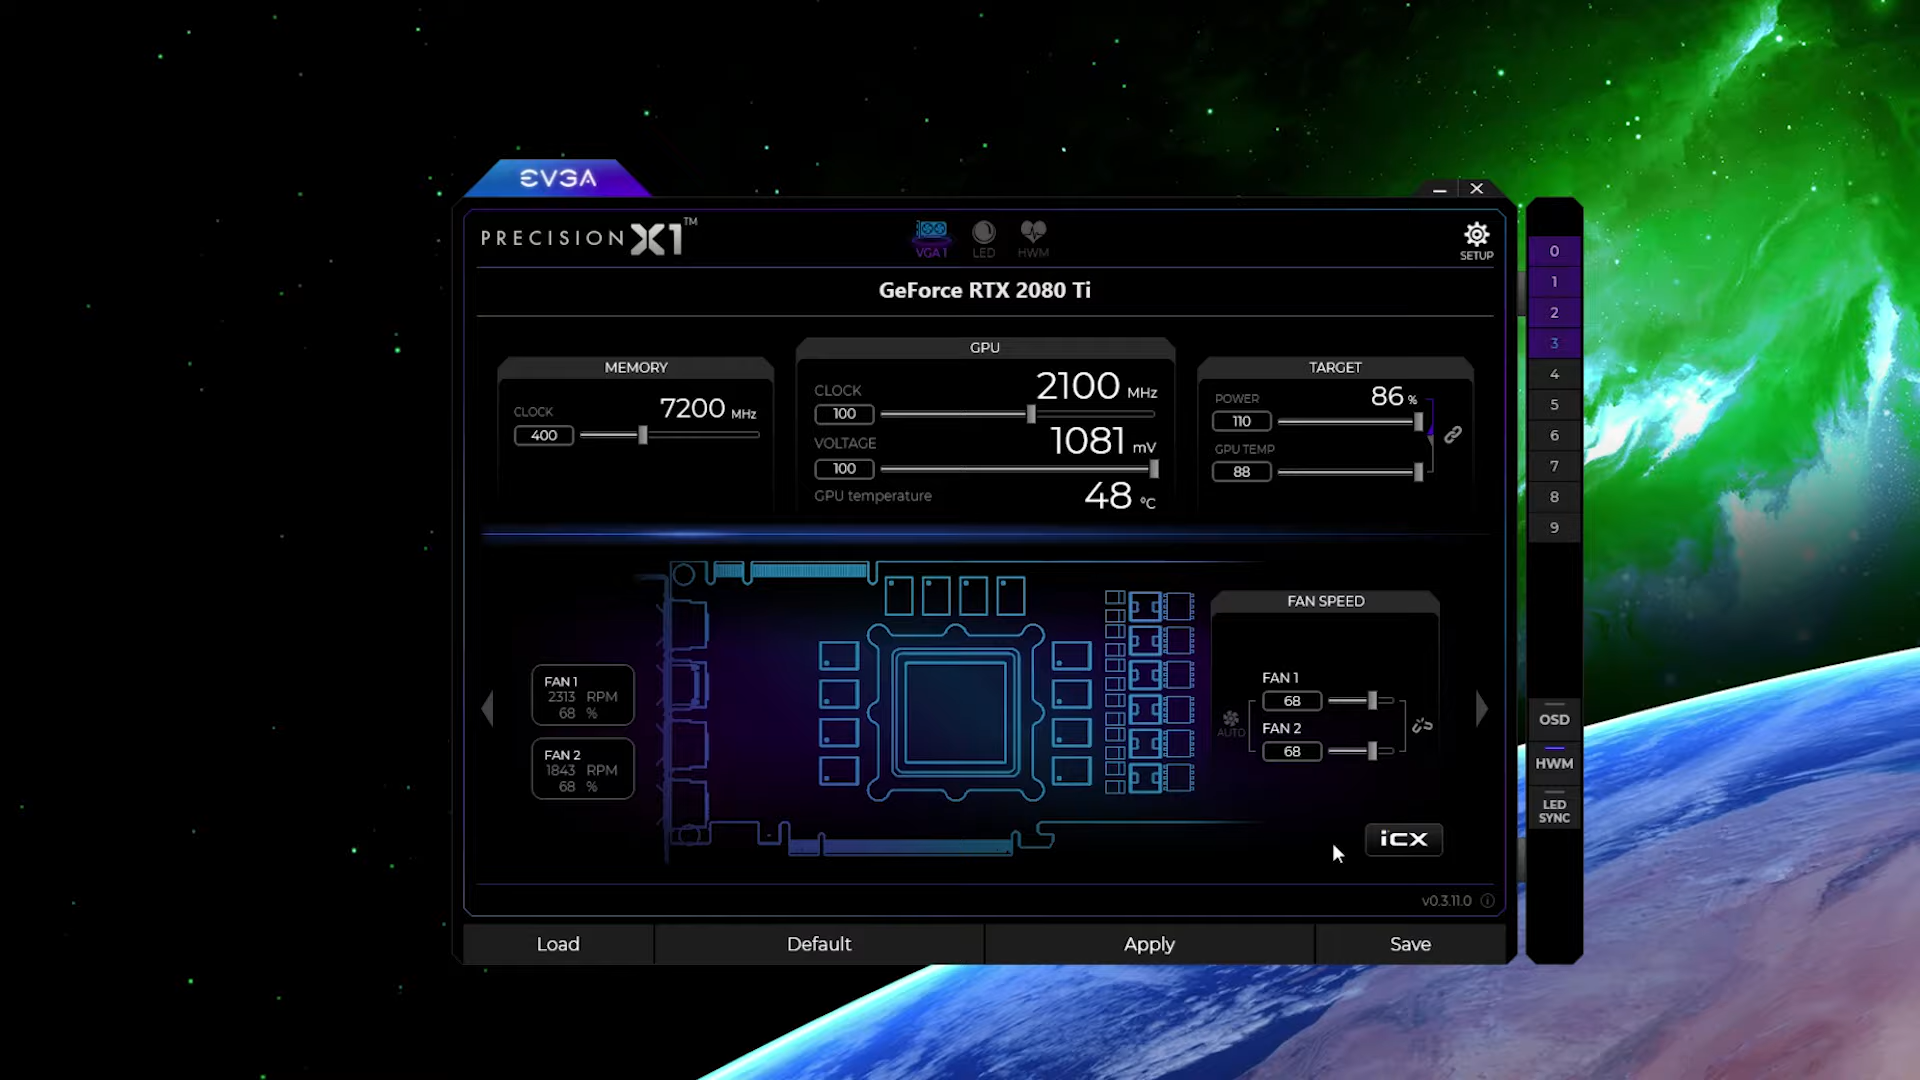 EVGA
PRECISION X1™
VGA 1
LED
HWM
SETUP
GeForce RTX 2080 Ti
MEMORY
CLOCK
7200 MHz
400
GPU
CLOCK
2100 MHz
100
VOLTAGE
1081 mV
100
GPU temperature
48 °C
TARGET
POWER
86 %
110
GPU TEMP
88
FAN 1
2313 RPM
68 %
FAN 2
1843 RPM
68 %
FAN SPEED
FAN 1
68
AUTO
FAN 2
68
iCX
v0.3.11.0
Load
Default
Apply
Save
0
1
2
3
4
5
6
7
8
9
OSD
HWM
LED
SYNC